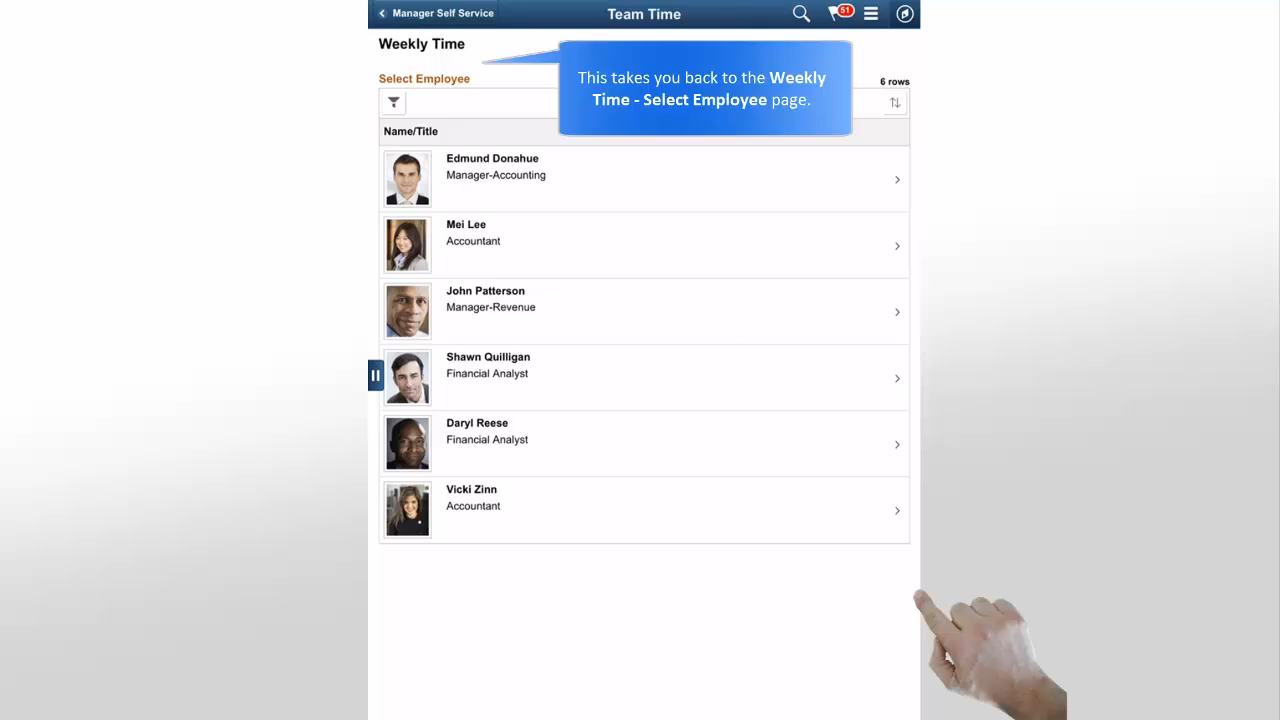 Manager Self Service
Team Time
51
Weekly Time
This takes you back to the Weekly
Time - Select Employee page.
Select Employee
6 rows
Name/Title
Edmund Donahue
Manager-Accounting
Mei Lee
Accountant
John Patterson
Manager-Revenue
Shawn Quilligan
Financial Analyst
Daryl Reese
Financial Analyst
Vicki Zinn
Accountant